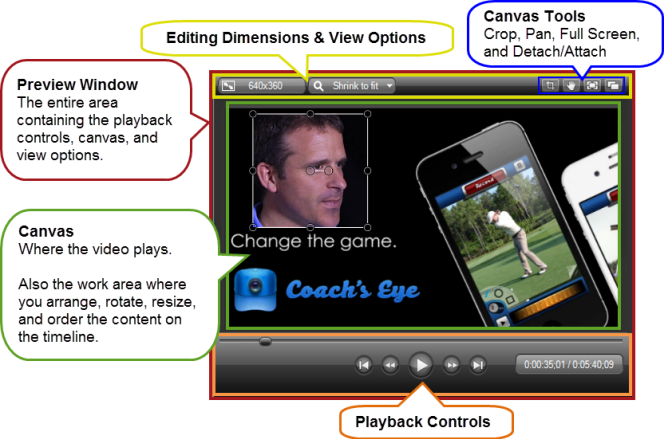 Editing Dimensions & View Options
Canvas Tools
Crop, Pan, Full Screen,
and Detach/Attach
Preview Window
The entire area
containing the playback
controls, canvas, and
view options.
640x360
Shrink to fit
Record
Change the game.
Coach's Eye
Canvas
Where the video plays.
Also the work area where
you arrange, rotate, resize,
and order the content on
the timeline.
0:00:35;01 / 0:05:40;09
Playback Controls